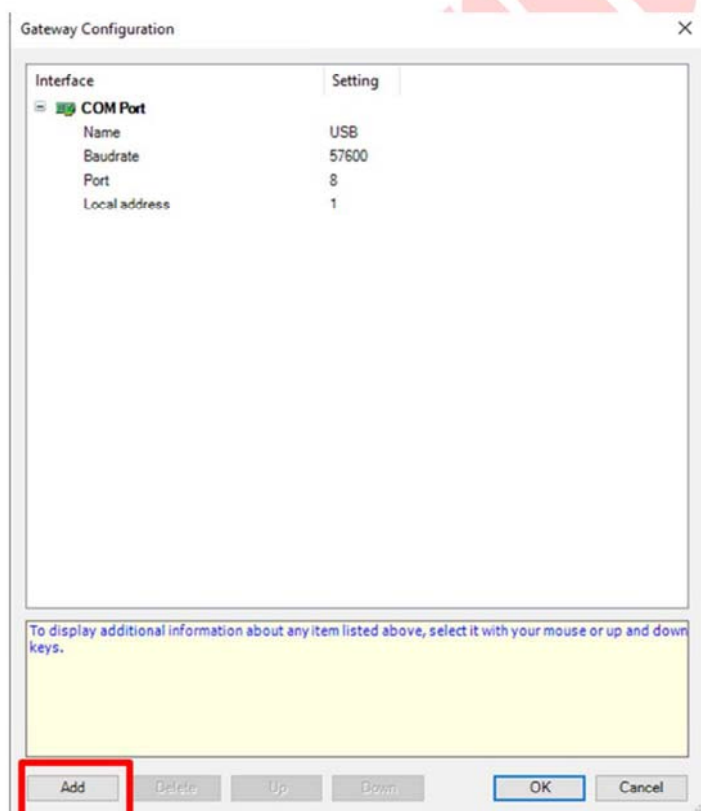 Gateway Configuration
Interface Setting
COM Port
Name USB
Baudrate 57600
Port 8
Local address 1
To display additional information about any item listed above, select it with your mouse or up and down
keys.
Add Delete Up Down OK Cancel